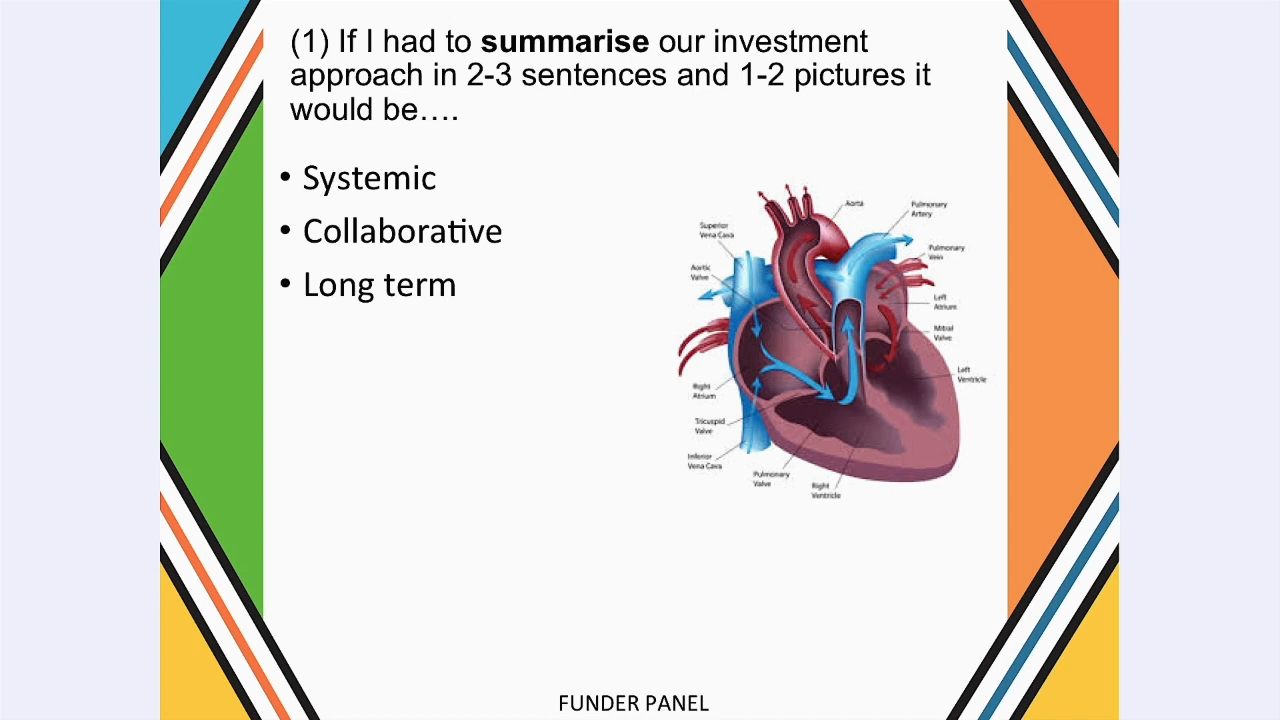 (1) If I had to summarise our investment
approach in 2-3 sentences and 1-2 pictures it
would be….
• Systemic
• Collaborative
• Long term
Aorta
Pulmonary
Artery
Superior
Vena Cava
Pulmonary
Vein
Aortic
Valve
Left
Atrium
Mitral
Valve
Left
Ventricle
Right
Atrium
Tricuspid
Valve
Inferior
Vena Cava
Pulmonary
Valve
Right
Ventricle
FUNDER PANEL